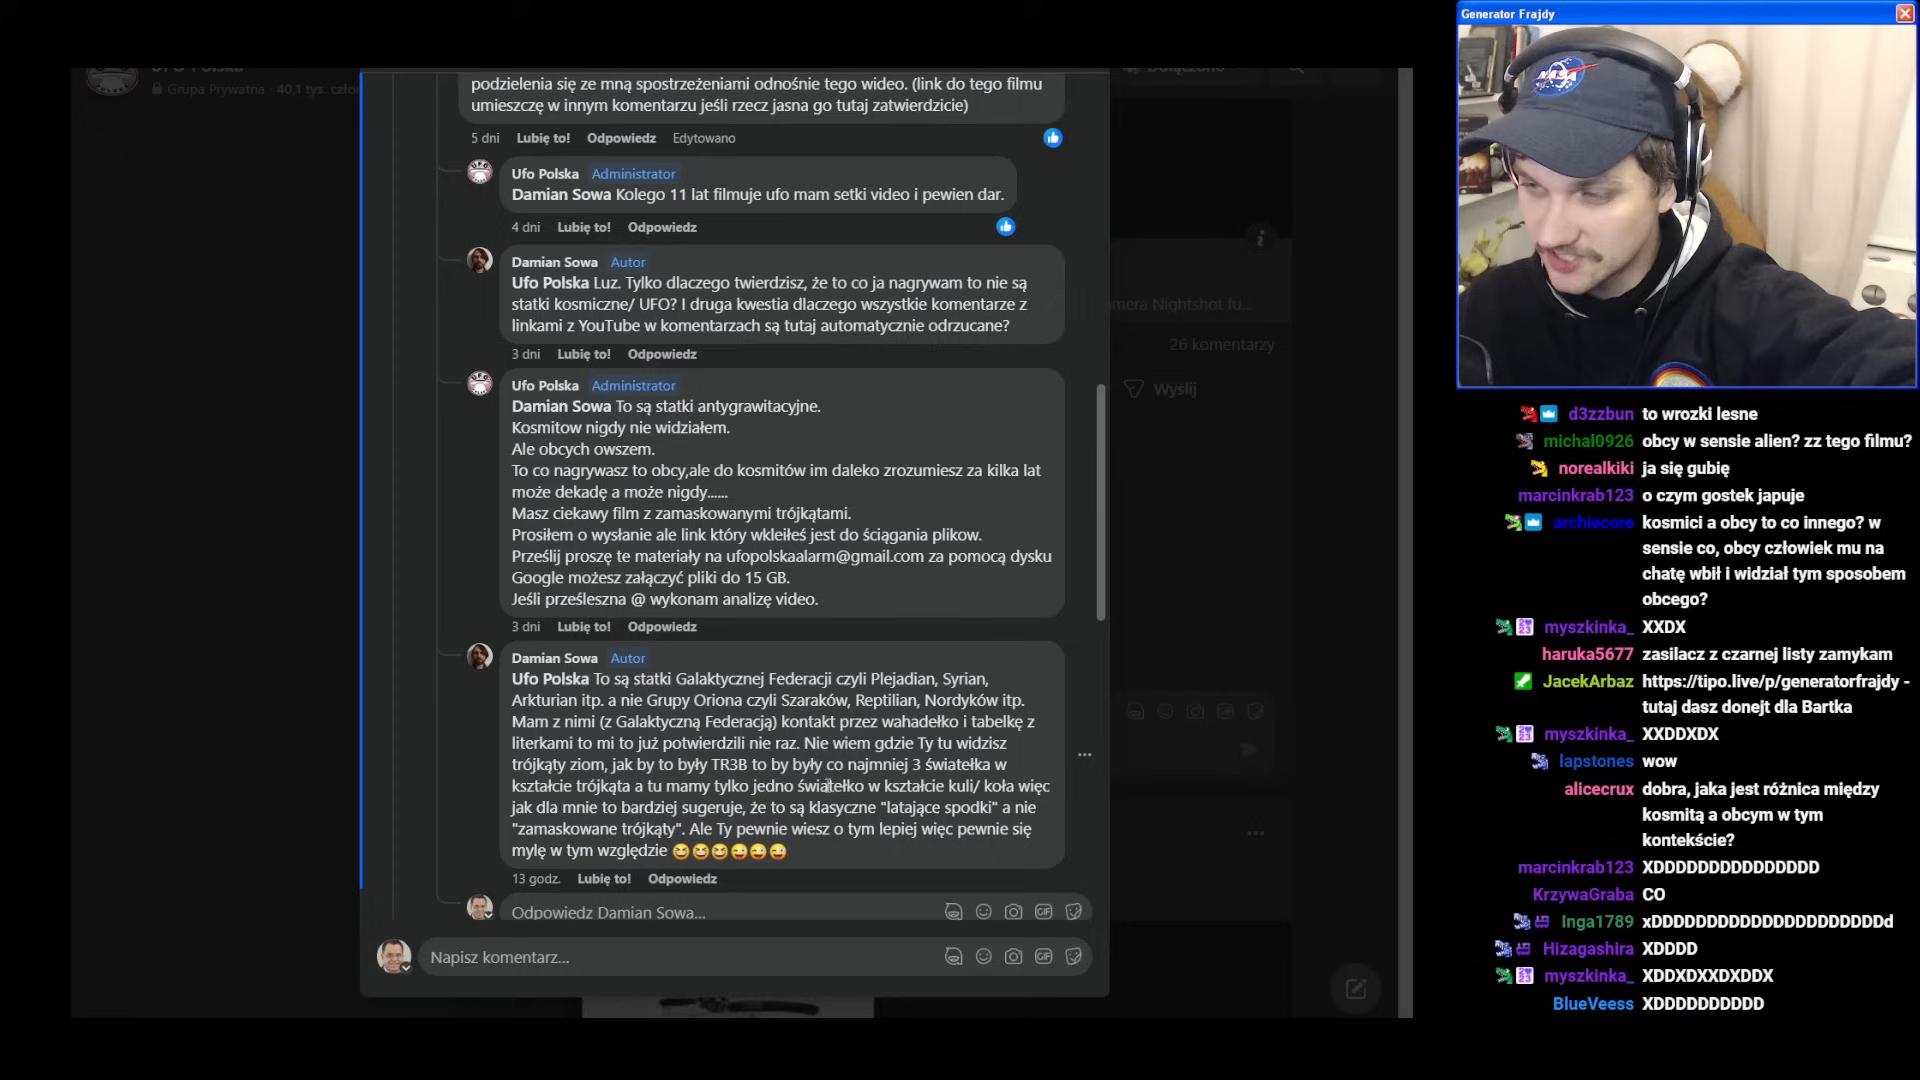 Generator Frajdy
Grupa Prywatna · 40,1 tys.
podzielenia się ze mną spostrzeżeniami odnośnie tego wideo. (link do tego filmu
umieszczę w innym komentarzu jeśli rzecz jasna go tutaj zatwierdzicie)
5 dni Lubię to! Odpowiedz Edytowano
Ufo Polska Administrator
Damian Sowa Kolego 11 lat filmuje ufo mam setki video i pewien dar.
4 dni Lubię to! Odpowiedz
Damian Sowa Autor
Ufo Polska Luz. Tylko dlaczego twierdzisz, że to co ja nagrywam to nie są
statki kosmiczne/ UFO? I druga kwestia dlaczego wszystkie komentarze z
linkami z YouTube w komentarzach są tutaj automatycznie odrzucane?
3 dni Lubię to! Odpowiedz
Ufo Polska Administrator
Damian Sowa To są statki antygrawitacyjne.
Kosmitow nigdy nie widziałem.
Ale obcych owszem.
To co nagrywasz to obcy,ale do kosmitów im daleko zrozumiesz za kilka lat
może dekadę a może nigdy......
Masz ciekawy film z zamaskowanymi trójkątami.
Prosiłem o wysłanie ale link który wkleiłeś jest do ściągania plikow.
Prześlij proszę te materiały na ufopolskaalarm@gmail.com za pomocą dysku
Google możesz załączyć pliki do 15 GB.
Jeśli prześleszna @ wykonam analizę video.
3 dni Lubię to! Odpowiedz
Damian Sowa Autor
Ufo Polska To są statki Galaktycznej Federacji czyli Plejadian, Syrian,
Arkturian itp. a nie Grupy Oriona czyli Szaraków, Reptilian, Nordyków itp.
Mam z nimi (z Galaktyczną Federacją) kontakt przez wahadełko i tabelkę z
literkami to mi to już potwierdzili nie raz. Nie wiem gdzie Ty tu widzisz
trójkąty ziom, jak by to były TR3B to by były co najmniej 3 światełka w
kształcie trójkąta a tu mamy tylko jedno światełko w kształcie kuli/ koła więc
jak dla mnie to bardziej sugeruje, że to są klasyczne "latające spodki" a nie
"zamaskowane trójkąty". Ale Ty pewnie wiesz o tym lepiej więc pewnie się
mylę w tym względzie 😆😆😆😜😜😜
13 godz. Lubię to! Odpowiedz
Odpowiedz Damian Sowa...
GIF
Napisz komentarz...
GIF
mera Nightshot fu...
26 komentarzy
Wyślij
d3zzbun to wrozki lesne
michal0926 obcy w sensie alien? zz tego filmu?
norealkiki ja się gubię
marcinkrab123 o czym gostek japuje
archiecore kosmici a obcy to co innego? w
sensie co, obcy człowiek mu na
chatę wbił i widział tym sposobem
obcego?
myszkinka_ XXDX
haruka5677 zasilacz z czarnej listy zamykam
JacekArbaz https://tipo.live/p/generatorfrajdy -
tutaj dasz donejt dla Bartka
myszkinka_ XXDDXDX
lapstones wow
alicecrux dobra, jaka jest różnica między
kosmitą a obcym w tym
kontekście?
marcinkrab123 XDDDDDDDDDDDDDDD
KrzywaGraba CO
Inga1789 xDDDDDDDDDDDDDDDDDDDDDd
Hizagashira XDDDD
myszkinka_ XDDXDXXDXDDX
BlueVeess XDDDDDDDDDD